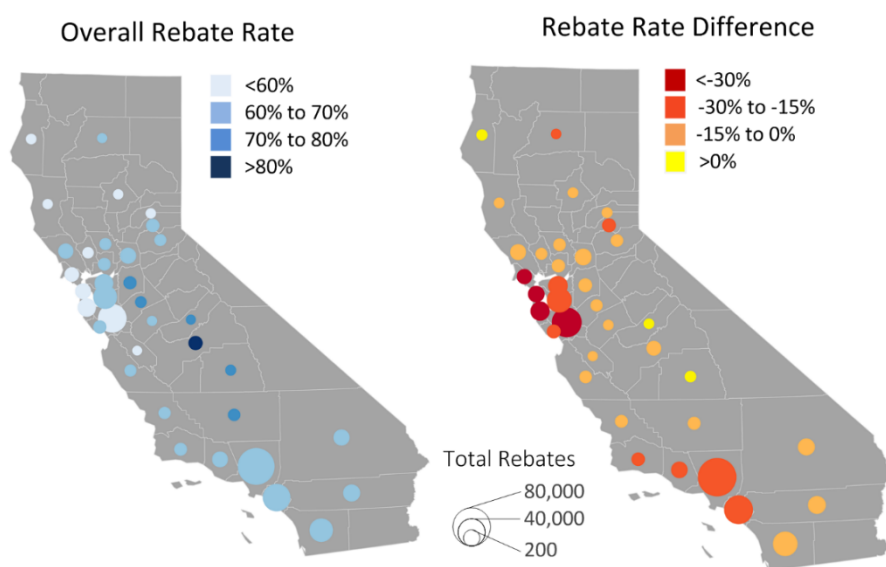 Overall Rebate Rate
<60%
60% to 70%
70% to 80%
>80%
Rebate Rate Difference
<-30%
-30% to -15%
-15% to 0%
>0%
Total Rebates
80,000
40,000
200